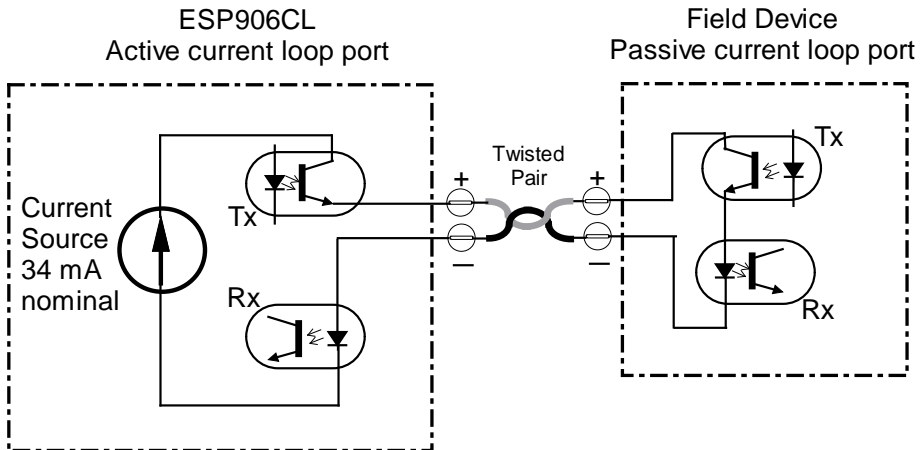 ESP906CL
Active current loop port
Field Device
Passive current loop port
Current
Source
34 mA
nominal
Tx
Rx
+
–
Twisted
Pair
+
–
Tx
Rx